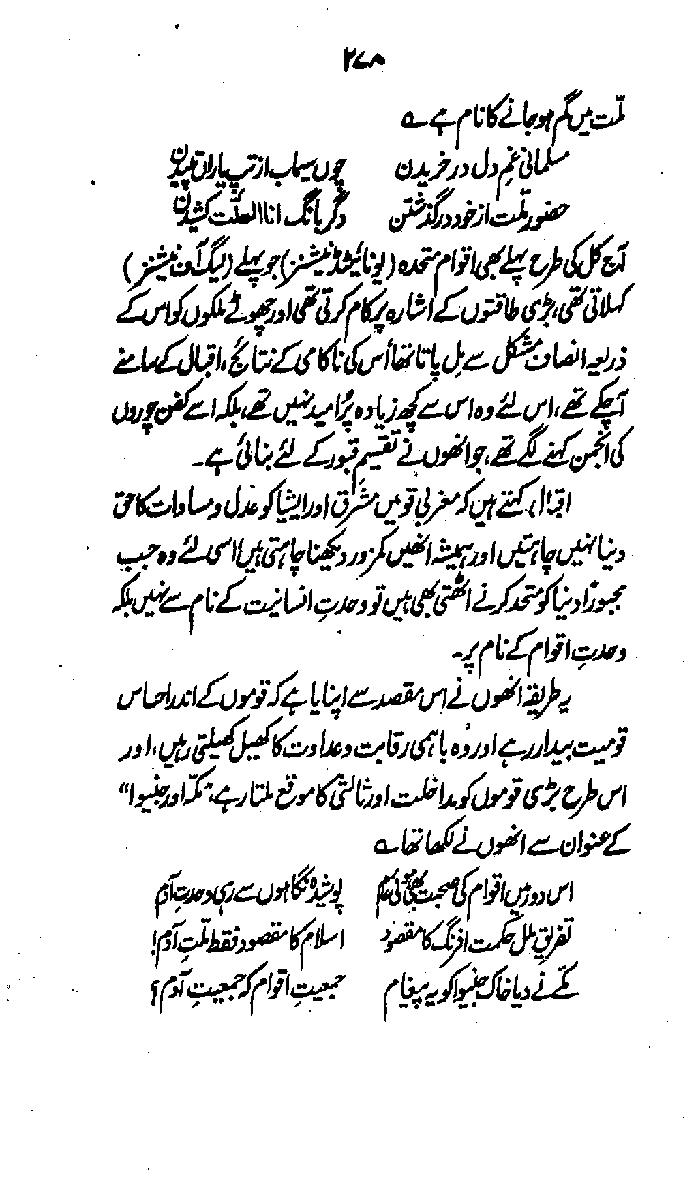 ۲۷۸
ملّت میں گم ہو جانے کا نام ہے ؎
مسلمانی غمِ دل در خریدن چوں سیماب از تپِ یاراں تپیدن
حضورِ ملّت از خود در گذشتن دگر بانگ انا الملّت کشیدن
آج کل کی طرح پہلے بھی اقوام متحدہ (یونائیٹڈ نیشنز) جو پہلے (لیگ آف نیشنز)
کہلاتی تھی، بڑی طاقتوں کے اشارہ پر کام کرتی تھی اور چھوٹے ملکوں کو اس کے
ذریعہ انصاف مشکل سے مل پاتا تھا اُس کی ناکامی کے نتائج، اقبال کے سامنے
آچکے تھے، اس لئے وہ اس سے کچھ زیادہ پُر امید نہیں تھے، بلکہ اسے کفن چوروں
کی انجمن کہنے لگے تھے، جو انھوں نے تقسیم قبور کے لئے بنائی ہے۔
اقبالؒ کہتے ہیں کہ مغربی قومیں مشرق اور ایشیا کو عدل و مساوات کا حق
دینا نہیں چاہتیں اور ہمیشہ انھیں کمزور دیکھنا چاہتی ہیں اسی لئے وہ جب
مجبوراً دنیا کو متحد کرنے اٹھتی بھی ہیں تو وحدتِ انسانیت کے نام سے نہیں بلکہ
وحدتِ اقوام کے نام پر۔
یہ طریقہ انھوں نے اس مقصد سے اپنایا ہے کہ قوموں کے اندر احساس
قومیت بیدار رہے اور وُہ باہمی رقابت و عداوت کا کھیل کھیلتی رہیں، اور
اس طرح بڑی قوموں کو مداخلت اور ثالثی کا موقع ملتا رہے، "مکہ اور جنیوا"
کے عنوان سے انھوں نے لکھا تھا ؎
اس دور میں اقوام کی صحبت بھی ہوئی عام پوشیدہ نگاہوں سے رہی وحدتِ آدم
تفریقِ ملل حکمت افرنگ کا مقصود اسلام کا مقصود فقط ملّتِ آدم!
مکّے نے دیا خاک جنیوا کو یہ پیغام جمعیتِ اقوام کہ جمعیتِ آدم؟